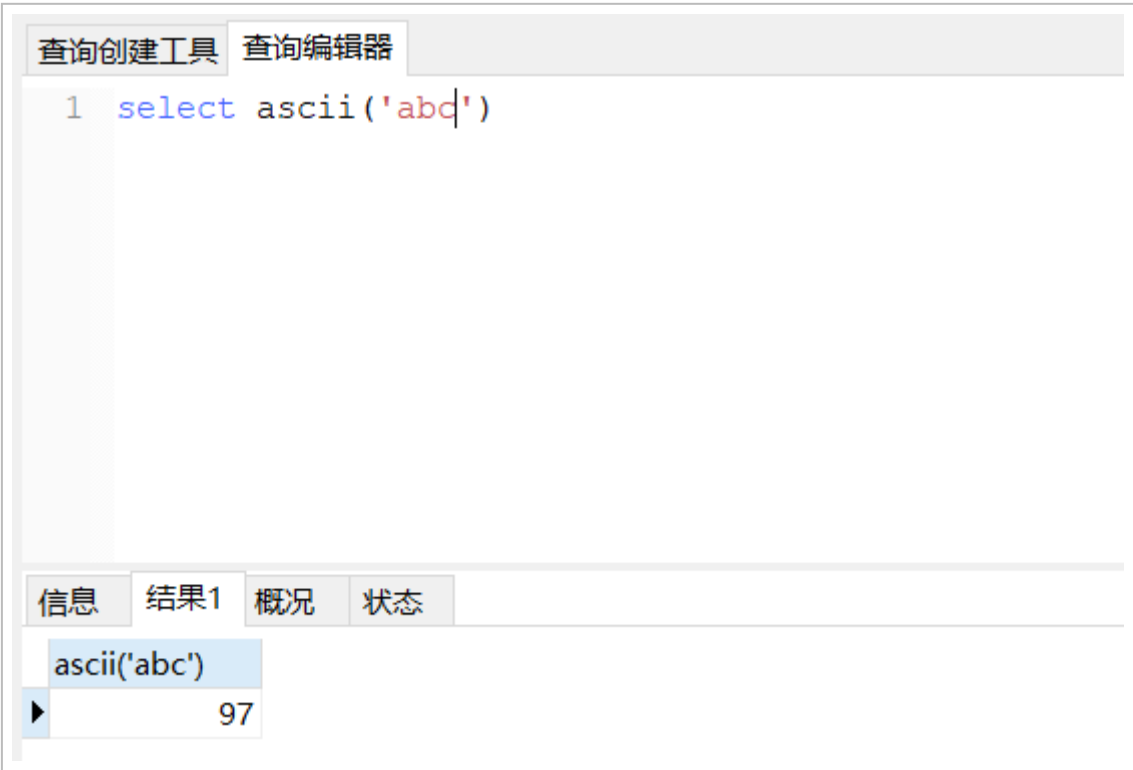 查询创建工具 查询编辑器
1 select ascii('abc')
信息 结果1 概况 状态
ascii('abc')
97